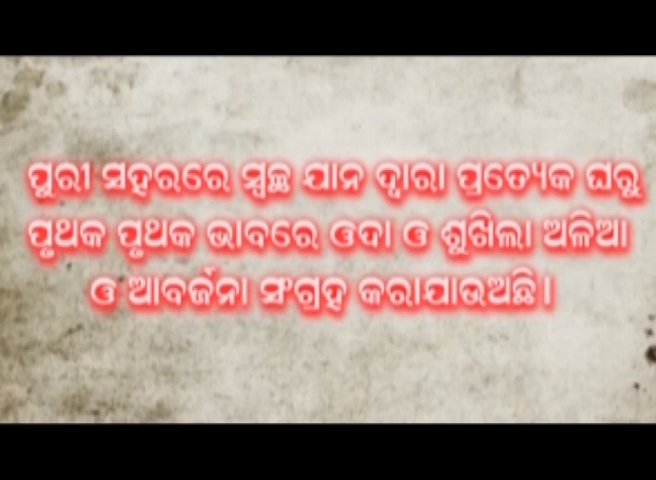 ପୁରୀ ସହରରେ ସ୍ୱଚ୍ଛ ଯାନ ଦ୍ୱାରା ପ୍ରତ୍ୟେକ ଘରୁ
ପୃଥକ ପୃଥକ ଭାବରେ ଓଦା ଓ ଶୁଖିଲା ଅଳିଆ
ଓ ଆବର୍ଜନା ସଂଗ୍ରହ କରାଯାଉଅଛି ।